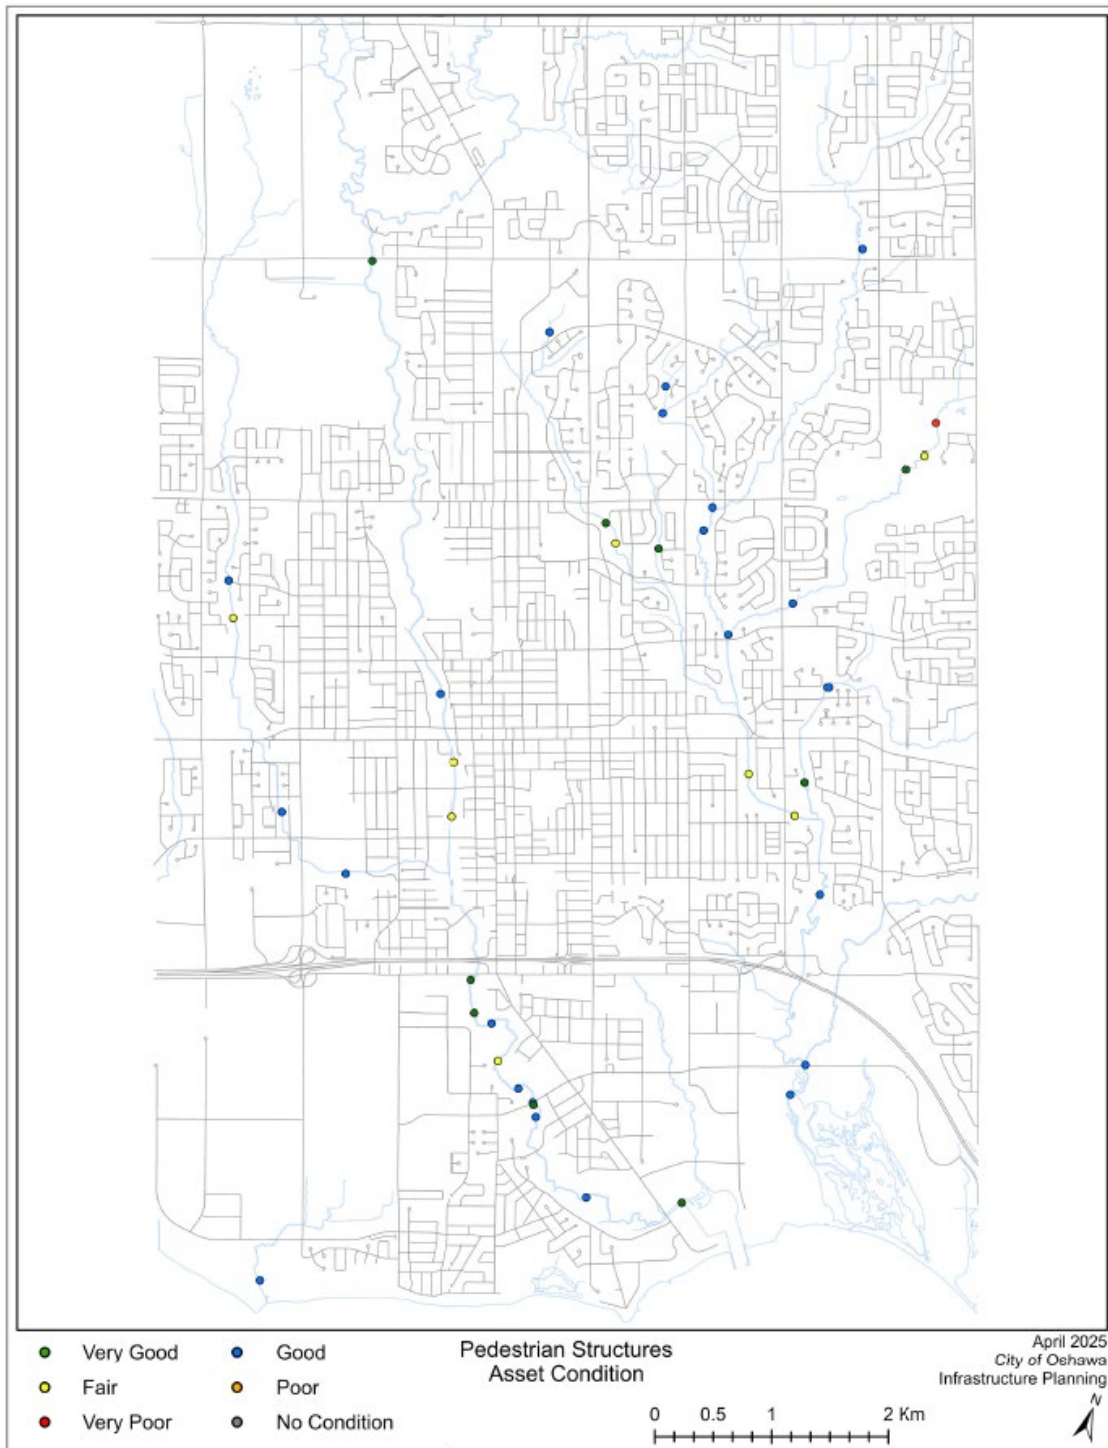 Very Good
Good
Fair
Poor
Very Poor
No Condition
Pedestrian Structures
Asset Condition
April 2025
City of Oehawa
Infrastructure Planning
N
0 0.5 1 2 Km